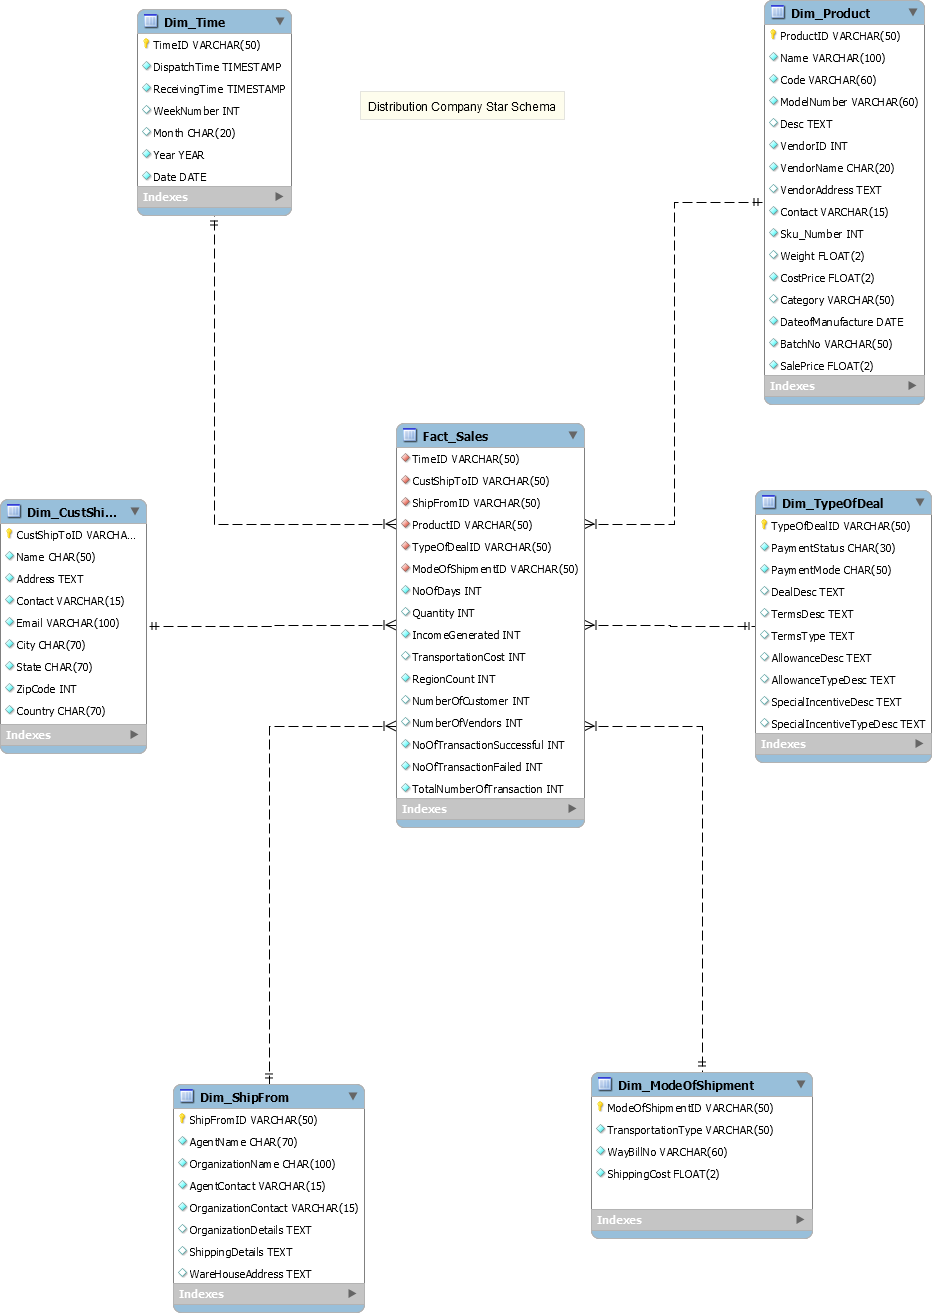 Dim_Time
TimeID VARCHAR(50)
DispatchTime TIMESTAMP
ReceivingTime TIMESTAMP
WeekNumber INT
Month CHAR(20)
Year YEAR
Date DATE
Indexes
Distribution Company Star Schema
Dim_Product
ProductID VARCHAR(50)
Name VARCHAR(100)
Code VARCHAR(60)
ModelNumber VARCHAR(60)
Desc TEXT
VendorID INT
VendorName CHAR(20)
VendorAddress TEXT
Contact VARCHAR(15)
Sku_Number INT
Weight FLOAT(2)
CostPrice FLOAT(2)
Category VARCHAR(50)
DateofManufacture DATE
BatchNo VARCHAR(50)
SalePrice FLOAT(2)
Indexes
Fact_Sales
TimeID VARCHAR(50)
CustShipToID VARCHAR(50)
ShipFromID VARCHAR(50)
ProductID VARCHAR(50)
TypeOfDealID VARCHAR(50)
ModeOfShipmentID VARCHAR(50)
NoOfDays INT
Quantity INT
IncomeGenerated INT
TransportationCost INT
RegionCount INT
NumberOfCustomer INT
NumberOfVendors INT
NoOfTransactionSuccessful INT
NoOfTransactionFailed INT
TotalNumberOfTransaction INT
Indexes
Dim_CustShi...
CustShipToID VARCHA...
Name CHAR(50)
Address TEXT
Contact VARCHAR(15)
Email VARCHAR(100)
City CHAR(70)
State CHAR(70)
ZipCode INT
Country CHAR(70)
Indexes
Dim_TypeOfDeal
TypeOfDealID VARCHAR(50)
PaymentStatus CHAR(30)
PaymentMode CHAR(50)
DealDesc TEXT
TermsDesc TEXT
TermsType TEXT
AllowanceDesc TEXT
AllowanceTypeDesc TEXT
SpecialIncentiveDesc TEXT
SpecialIncentiveTypeDesc TEXT
Indexes
Dim_ShipFrom
ShipFromID VARCHAR(50)
AgentName CHAR(70)
OrganizationName CHAR(100)
AgentContact VARCHAR(15)
OrganizationContact VARCHAR(15)
OrganizationDetails TEXT
ShippingDetails TEXT
WareHouseAddress TEXT
Indexes
Dim_ModeOfShipment
ModeOfShipmentID VARCHAR(50)
TransportationType VARCHAR(50)
WayBillNo VARCHAR(60)
ShippingCost FLOAT(2)
Indexes